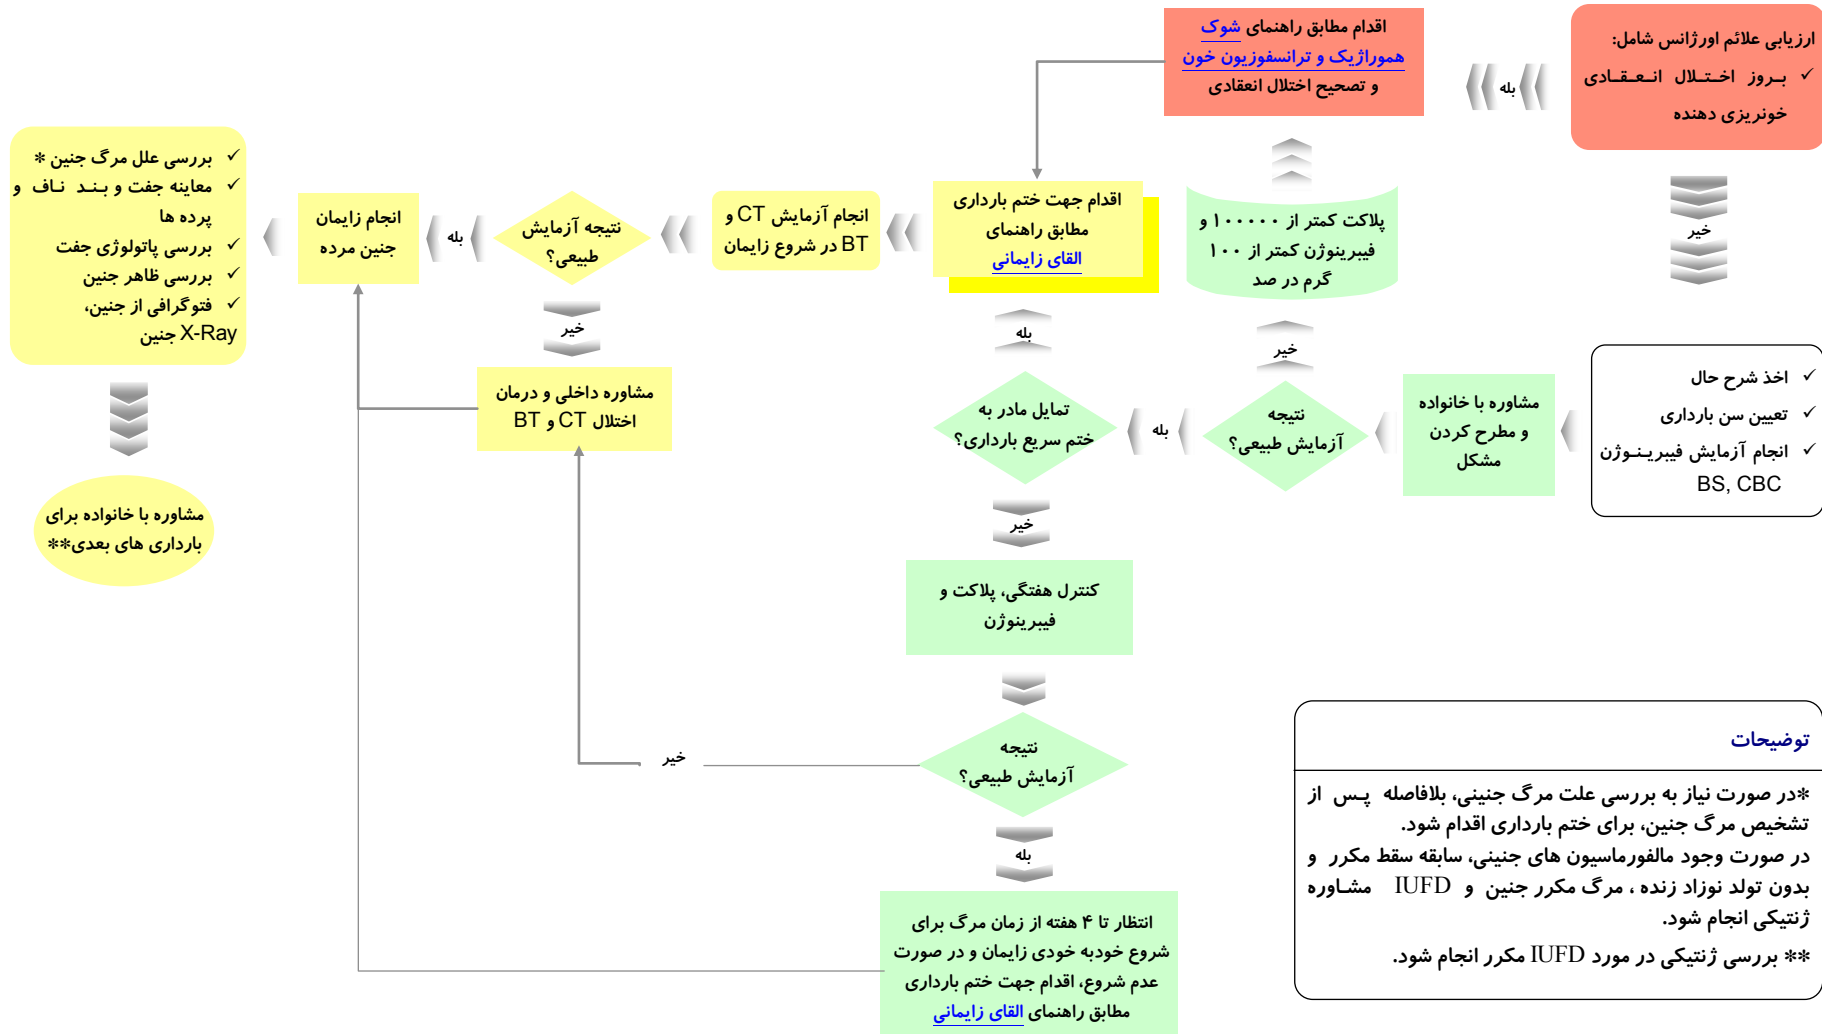 ارزیابی علائم اورژانس شامل:
✓ بروز اختلال انعقادی
خونریزی دهنده
بله
اقدام مطابق راهنمای شوک
هموراژیک و ترانسفوزیون خون
و تصحیح اختلال انعقادی
خیر
✓ اخذ شرح حال
✓ تعیین سن بارداری
✓ انجام آزمایش فیبرینوژن
BS, CBC
مشاوره با خانواده
و مطرح کردن
مشکل
نتیجه
آزمایش طبیعی؟
خیر
پلاکت کمتر از ۱۰۰۰۰۰ و
فیبرینوژن کمتر از ۱۰۰
گرم در صد
بله
تمایل مادر به
ختم سریع بارداری؟
بله
اقدام جهت ختم بارداری
مطابق راهنمای
القای زایمانی
انجام آزمایش CT و
BT در شروع زایمان
نتیجه آزمایش
طبیعی؟
بله
انجام زایمان
جنین مرده
✓ بررسی علل مرگ جنین *
✓ معاینه جفت و بند ناف و
پرده ها
✓ بررسی پاتولوژی جفت
✓ بررسی ظاهر جنین
✓ فتوگرافی از جنین،
X-Ray جنین
مشاوره با خانواده برای
بارداری های بعدی**
خیر
مشاوره داخلی و درمان
اختلال CT و BT
خیر
کنترل هفتگی، پلاکت و
فیبرینوژن
نتیجه
آزمایش طبیعی؟
خیر
بله
انتظار تا ۴ هفته از زمان مرگ برای
شروع خودبه خودی زایمان و در صورت
عدم شروع، اقدام جهت ختم بارداری
مطابق راهنمای القای زایمانی
توضیحات
*در صورت نیاز به بررسی علت مرگ جنینی، بلافاصله پس از
تشخیص مرگ جنین، برای ختم بارداری اقدام شود.
در صورت وجود مالفورماسیون های جنینی، سابقه سقط مکرر و
بدون تولد نوزاد زنده ، مرگ مکرر جنین و IUFD مشاوره
ژنتیکی انجام شود.
** بررسی ژنتیکی در مورد IUFD مکرر انجام شود.